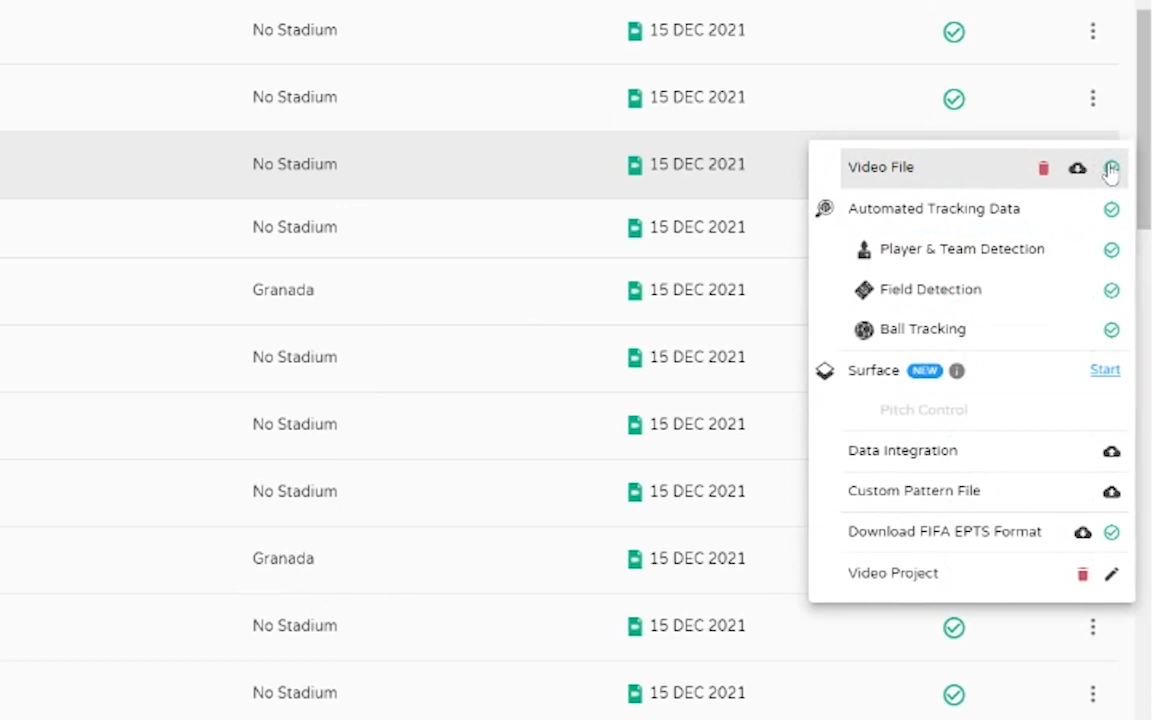 No Stadium 15 DEC 2021
No Stadium 15 DEC 2021
No Stadium 15 DEC 2021
No Stadium 15 DEC 2021
Granada 15 DEC 2021
No Stadium 15 DEC 2021
No Stadium 15 DEC 2021
No Stadium 15 DEC 2021
Granada 15 DEC 2021
No Stadium 15 DEC 2021
No Stadium 15 DEC 2021
Video File
Automated Tracking Data
Player & Team Detection
Field Detection
Ball Tracking
Surface NEW Start
Pitch Control
Data Integration
Custom Pattern File
Download FIFA EPTS Format
Video Project